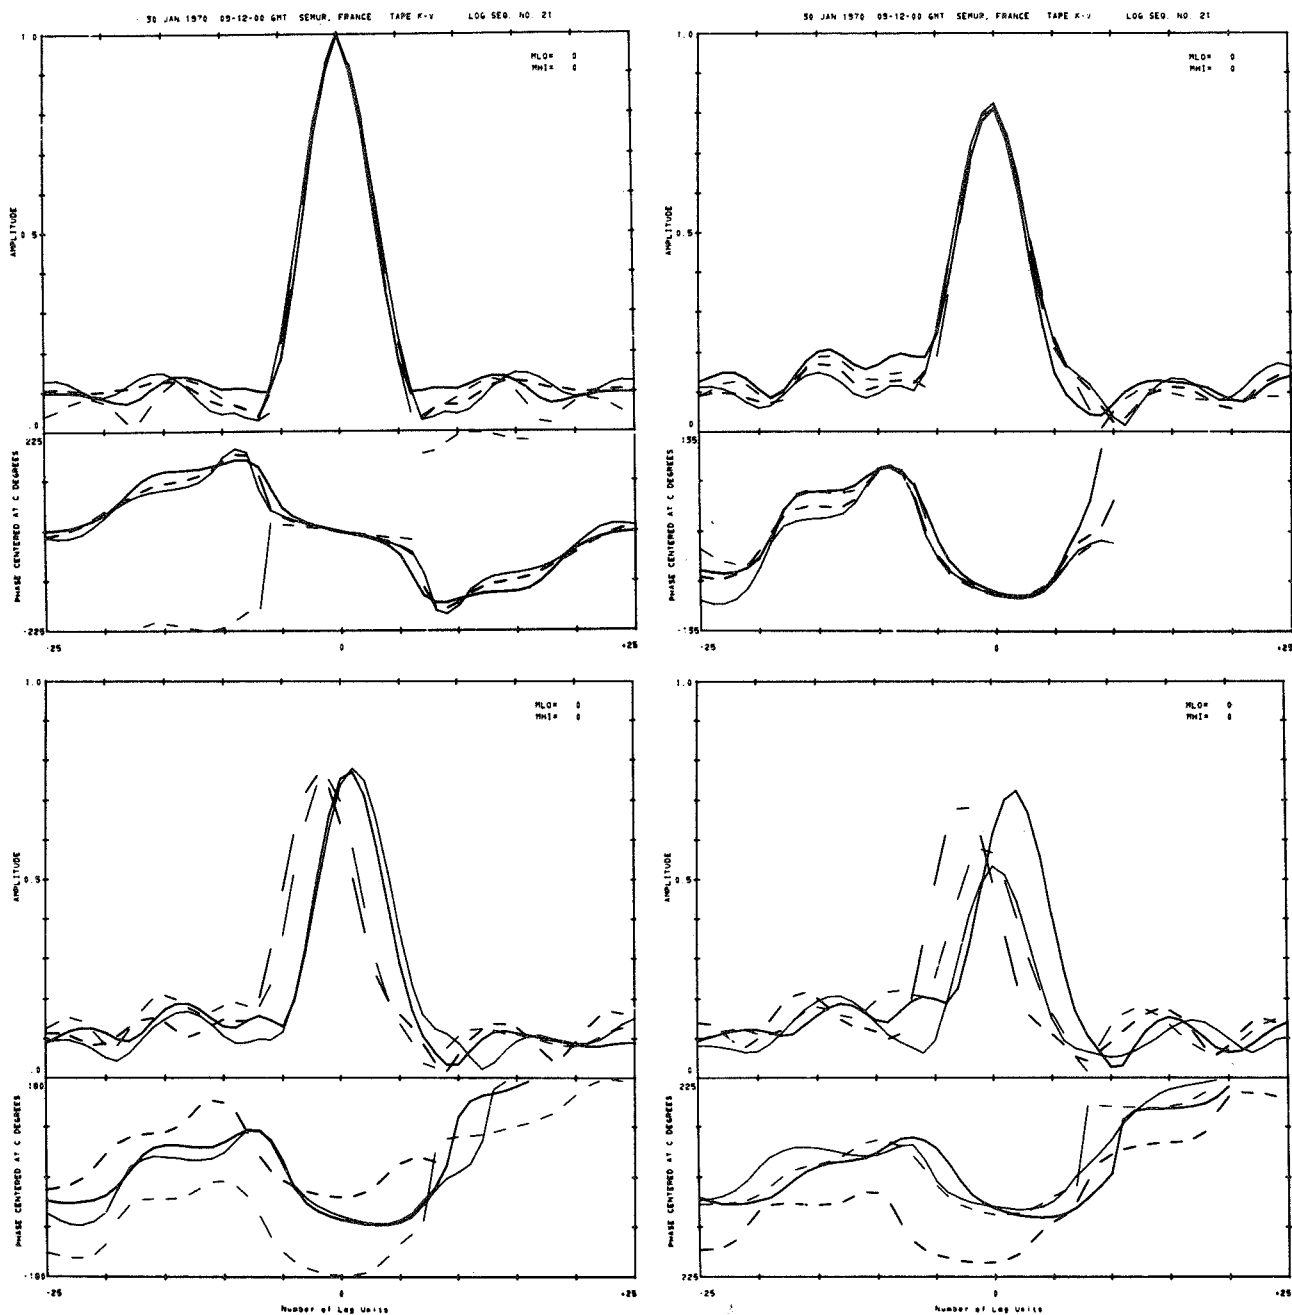 30 JAN 1970 09-12-00 GMT SEMUR, FRANCE TAPE K-V LOG SEQ. NO. 21
30 JAN 1970 09-12-00 GMT SEMUR, FRANCE TAPE K-V LOG SEQ. NO. 21
1.0
MLO= 0
MHI= 0
AMPLITUDE
0.5
.0
225
PHASE CENTERED AT C DEGREES
-225
-25
0
+25
1.0
MLO= 0
MHI= 0
AMPLITUDE
0.5
0
135
PHASE CENTERED AT C DEGREES
-135
-25
0
+25
1.0
MLO= 0
MHI= 0
AMPLITUDE
0.5
.0
180
PHASE CENTERED AT C DEGREES
-180
-25
0
+25
Number of Lag Units
1.0
MLO= 0
MHI= 0
AMPLITUDE
0.5
0
225
PHASE CENTERED AT C DEGREES
225
-25
0
+25
Number of Lag Units